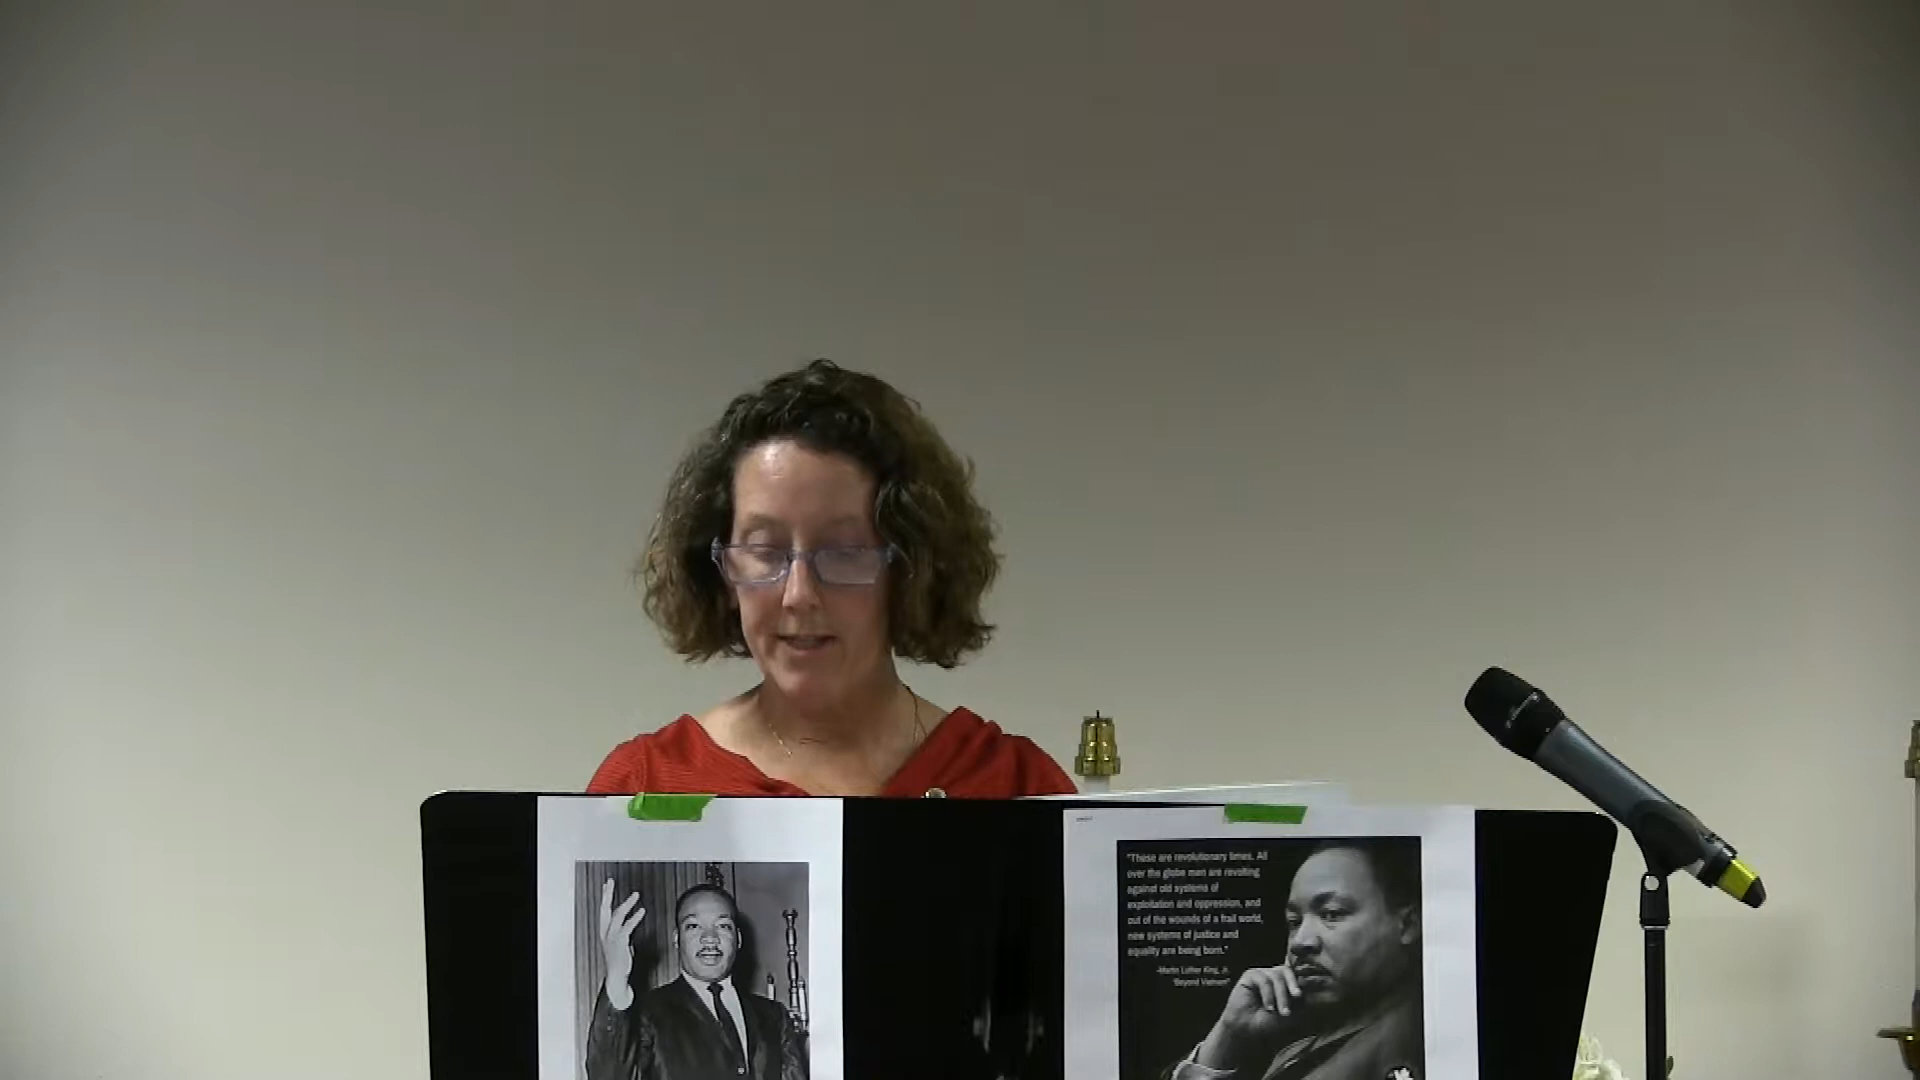 "These are revolutionary times. All
over the globe men are revolting
against old systems of
exploitation and oppression, and
out of the wounds of a frail world,
new systems of justice and
equality are being born."
-Martin Luther King, Jr.
"Beyond Vietnam"